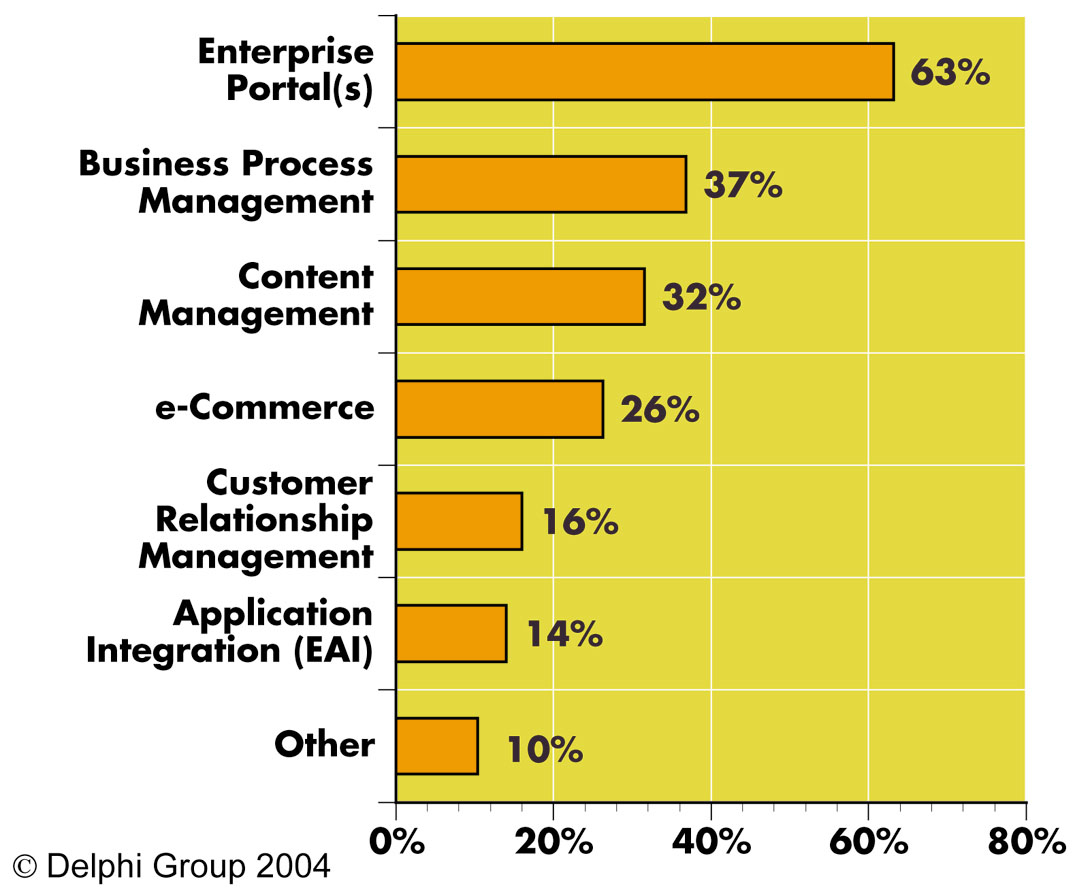 Enterprise
Portal(s)
63%
Business Process
Management
37%
Content
Management
32%
e-Commerce
26%
Customer
Relationship
Management
16%
Application
Integration (EAI)
14%
Other
10%
0% 20% 40% 60% 80%
© Delphi Group 2004